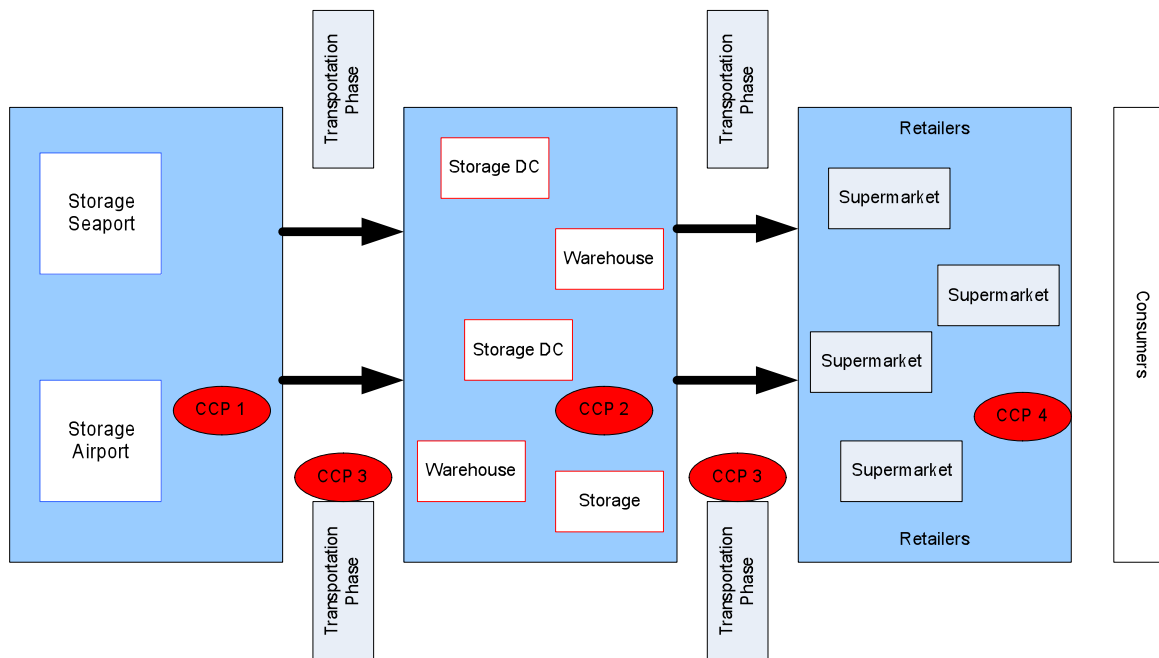 Transportation
Phase
Transportation
Phase
Storage
Seaport
Storage
Airport
CCP 1
CCP 3
Transportation
Phase
Storage DC
Warehouse
Storage DC
CCP 2
Warehouse
Storage
CCP 3
Transportation
Phase
Retailers
Supermarket
Supermarket
Supermarket
CCP 4
Supermarket
Retailers
Consumers